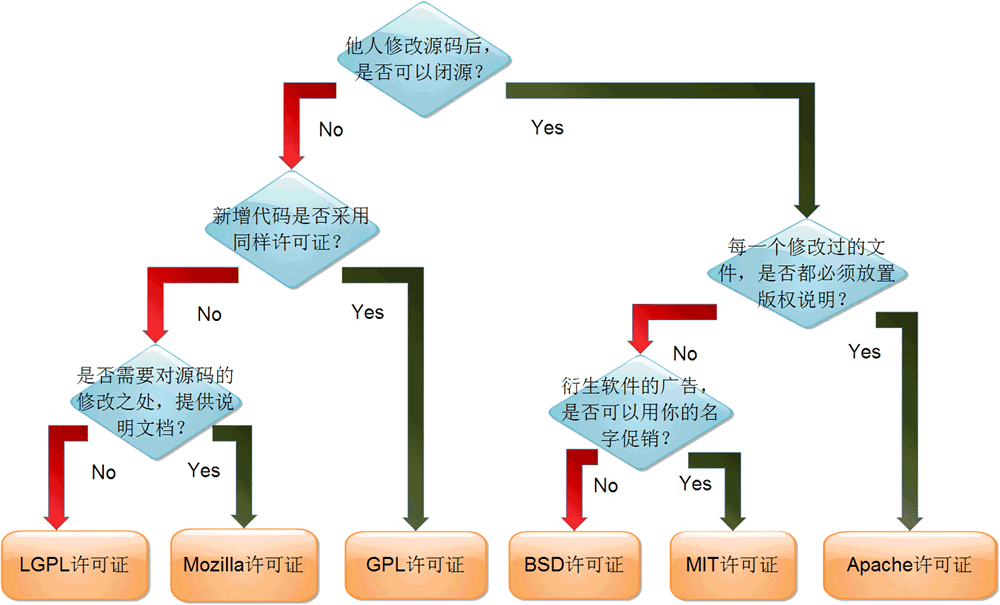 他人修改源码后，
是否可以闭源？
No
Yes
新增代码是否采用
同样许可证？
每一个修改过的文
件，是否都必须放置
版权说明？
No
Yes
No
Yes
是否需要对源码的
修改之处，提供说
明文档？
衍生软件的广告，
是否可以用你的名
字促销？
No
Yes
No
Yes
LGPL许可证
Mozilla许可证
GPL许可证
BSD许可证
MIT许可证
Apache许可证